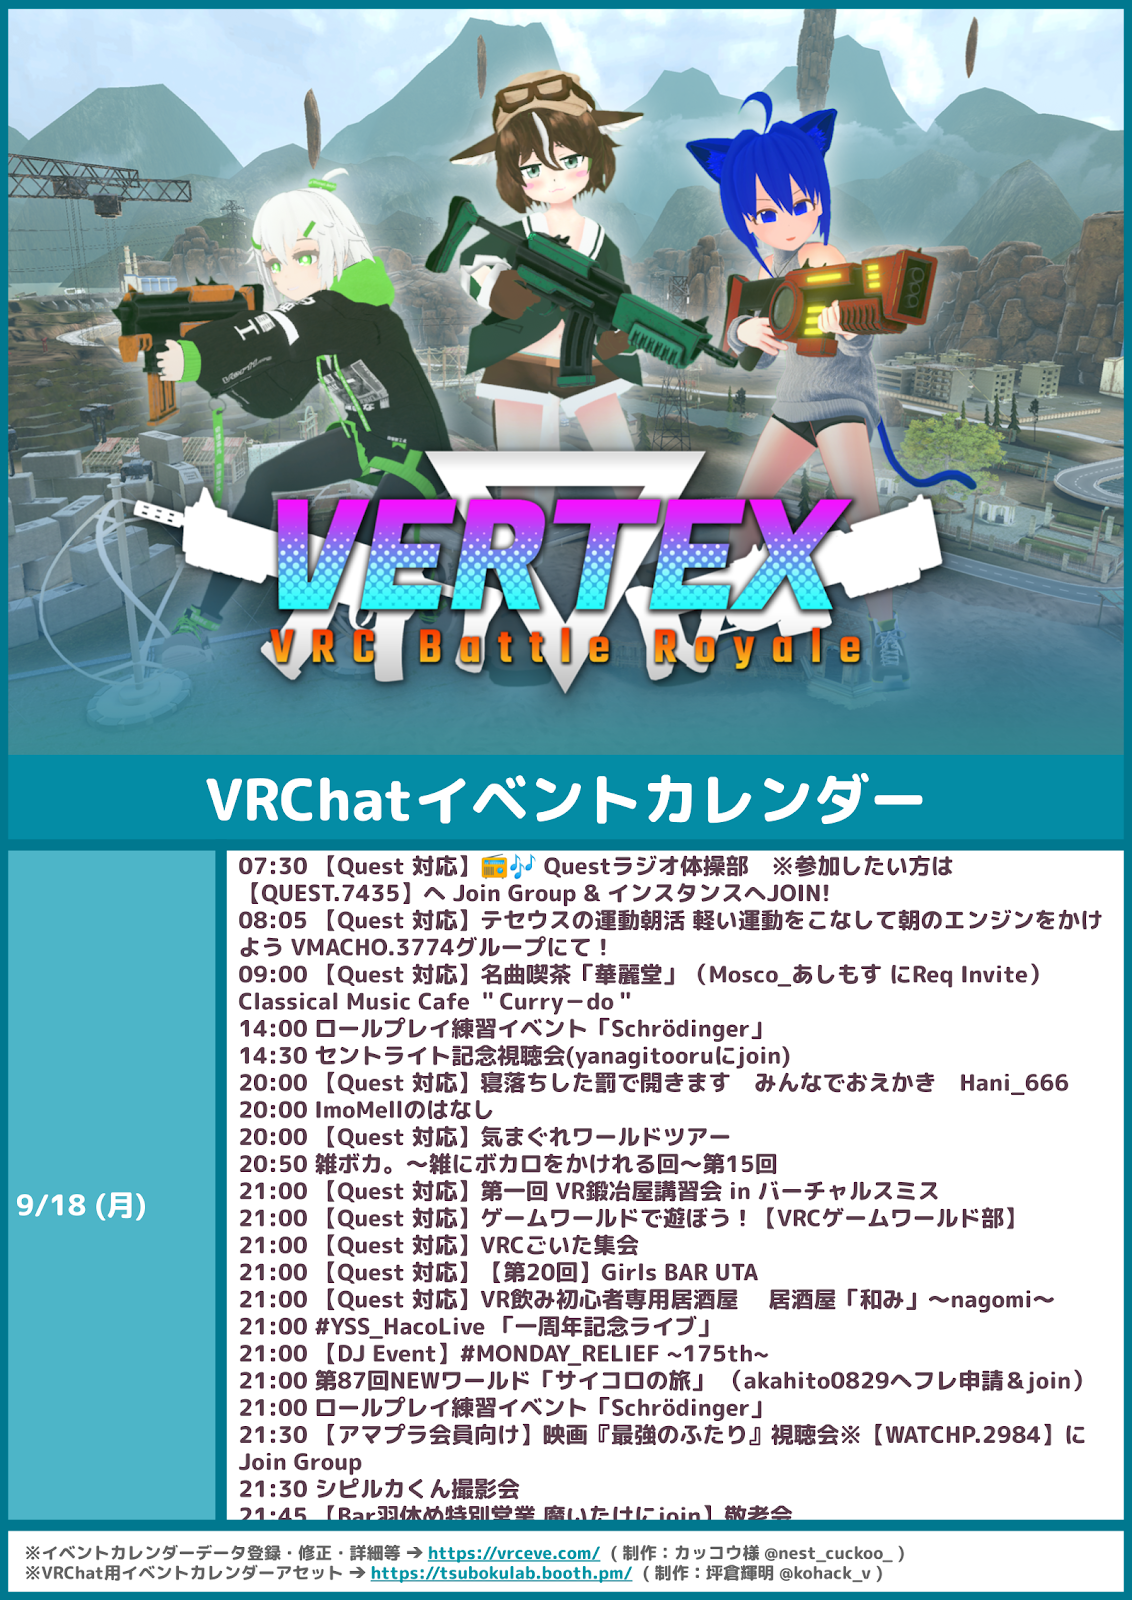 VERTEX
VRC Battle Royale
VRChatイベントカレンダー
9/18 (月)
07:30 【Quest 対応】📻🎶 Questラジオ体操部　※参加したい方は
【QUEST.7435】へ Join Group & インスタンスへJOIN!
08:05 【Quest 対応】テセウスの運動朝活 軽い運動をこなして朝のエンジンをかけ
よう VMACHO.3774グループにて！
09:00 【Quest 対応】名曲喫茶「華麗堂」（Mosco_あしもす にReq Invite）
Classical Music Cafe ＂Curry－do＂
14:00 ロールプレイ練習イベント「Schrödinger」
14:30 セントライト記念視聴会(yanagitooruにjoin)
20:00 【Quest 対応】寝落ちした罰で開きます　みんなでおえかき　Hani_666
20:00 ImoMellのはなし
20:00 【Quest 対応】気まぐれワールドツアー
20:50 雑ボカ。～雑にボカロをかけれる回～第15回
21:00 【Quest 対応】第一回 VR鍛冶屋講習会 in バーチャルスミス
21:00 【Quest 対応】ゲームワールドで遊ぼう！【VRCゲームワールド部】
21:00 【Quest 対応】VRCごいた集会
21:00 【Quest 対応】【第20回】Girls BAR UTA
21:00 【Quest 対応】VR飲み初心者専用居酒屋　 居酒屋「和み」～nagomi～
21:00 #YSS_HacoLive 「一周年記念ライブ」
21:00 【DJ Event】#MONDAY_RELIEF ~175th~
21:00 第87回NEWワールド「サイコロの旅」 （akahito0829へフレ申請＆join）
21:00 ロールプレイ練習イベント「Schrödinger」
21:30 【アマプラ会員向け】映画『最強のふたり』視聴会※【WATCHP.2984】に
Join Group
21:30 シピルカくん撮影会
21:45 【Bar羽休め特別営業 魔いたけにjoin】敬老会
※イベントカレンダーデータ登録・修正・詳細等 ➔ https://vrceve.com/ ( 制作：カッコウ様 @nest_cuckoo_ )
※VRChat用イベントカレンダーアセット ➔ https://tsubokulab.booth.pm/ ( 制作：坪倉輝明 @kohack_v )